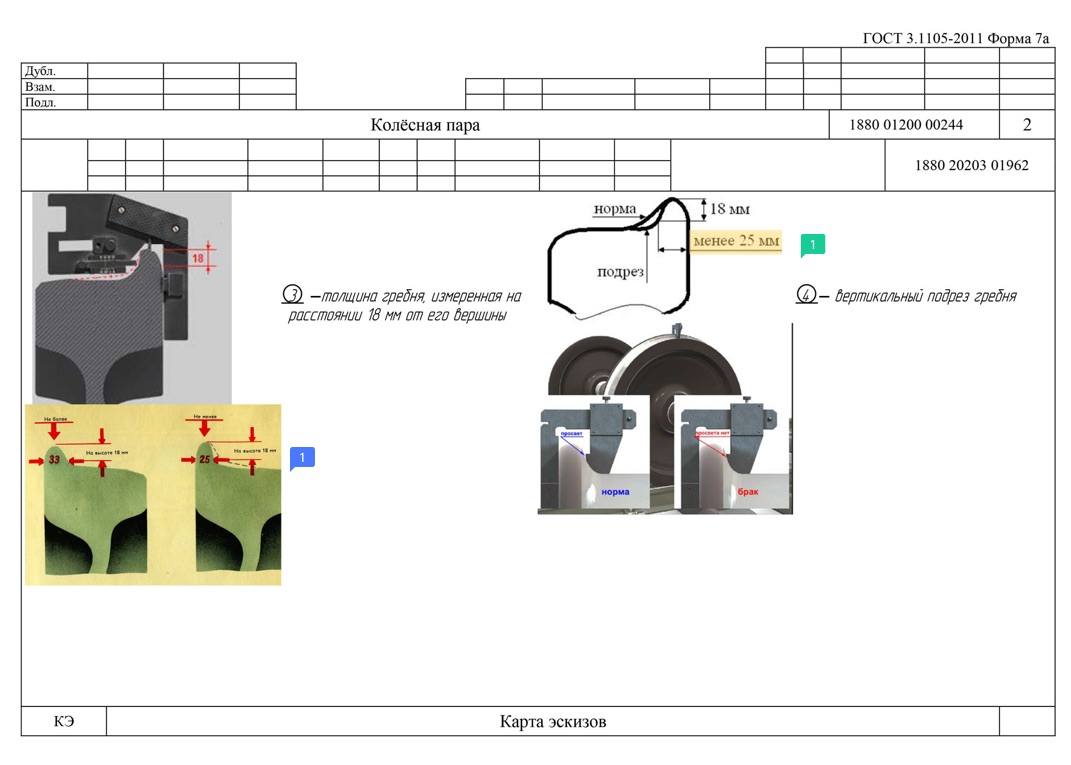 ГОСТ 3.1105-2011 Форма 7а
Дубл.
Взам.
Подл.
Колёсная пара
1880 01200 00244
2
1880 20203 01962
18
3 – толщина гребня, измеренная на
расстоянии 18 мм от его вершины
норма
18 мм
менее 25 мм
подрез
1
4 – вертикальный подрез гребня
Не более
На высоте 18 мм
33
Не менее
На высоте 18 мм
25
1
просвет
норма
просвета нет
брак
КЭ
Карта эскизов